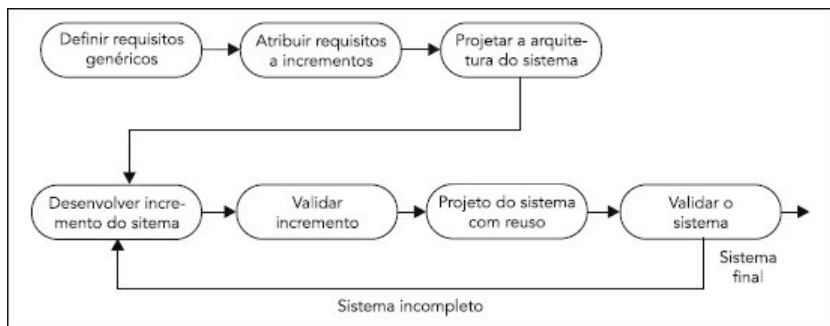 Definir requisitos
genéricos
Atribuir requisitos
a incrementos
Projetar a arquite-
tura do sistema
Desenvolver incre-
mento do sitema
Validar
incremento
Projeto do sistema
com reuso
Validar o
sistema
Sistema
final
Sistema incompleto